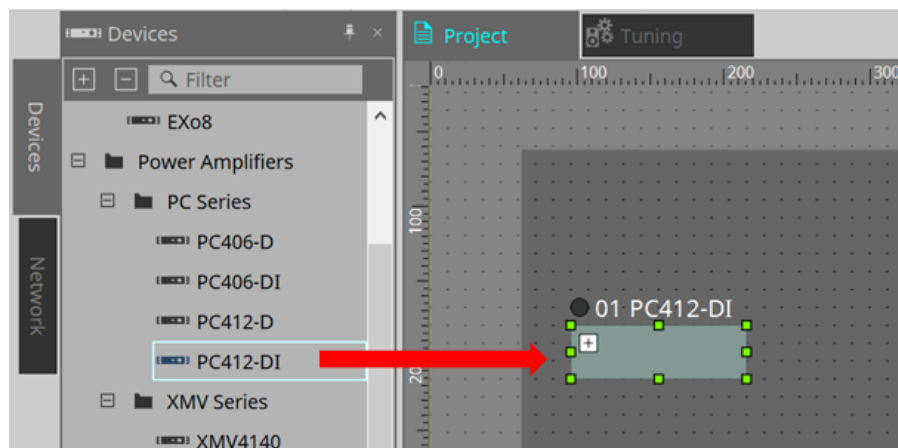 Devices
Filter
EXo8
Power Amplifiers
PC Series
PC406-D
PC406-DI
PC412-D
PC412-DI
XMV Series
XMV4140
Devices
Network
Project
Tuning
0
100
200
300
100
20
01 PC412-DI